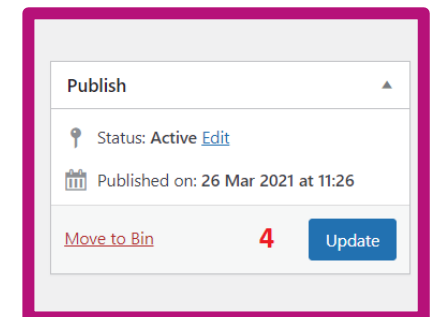 Publish
Status: Active Edit
Published on: 26 Mar 2021 at 11:26
Move to Bin 4 Update